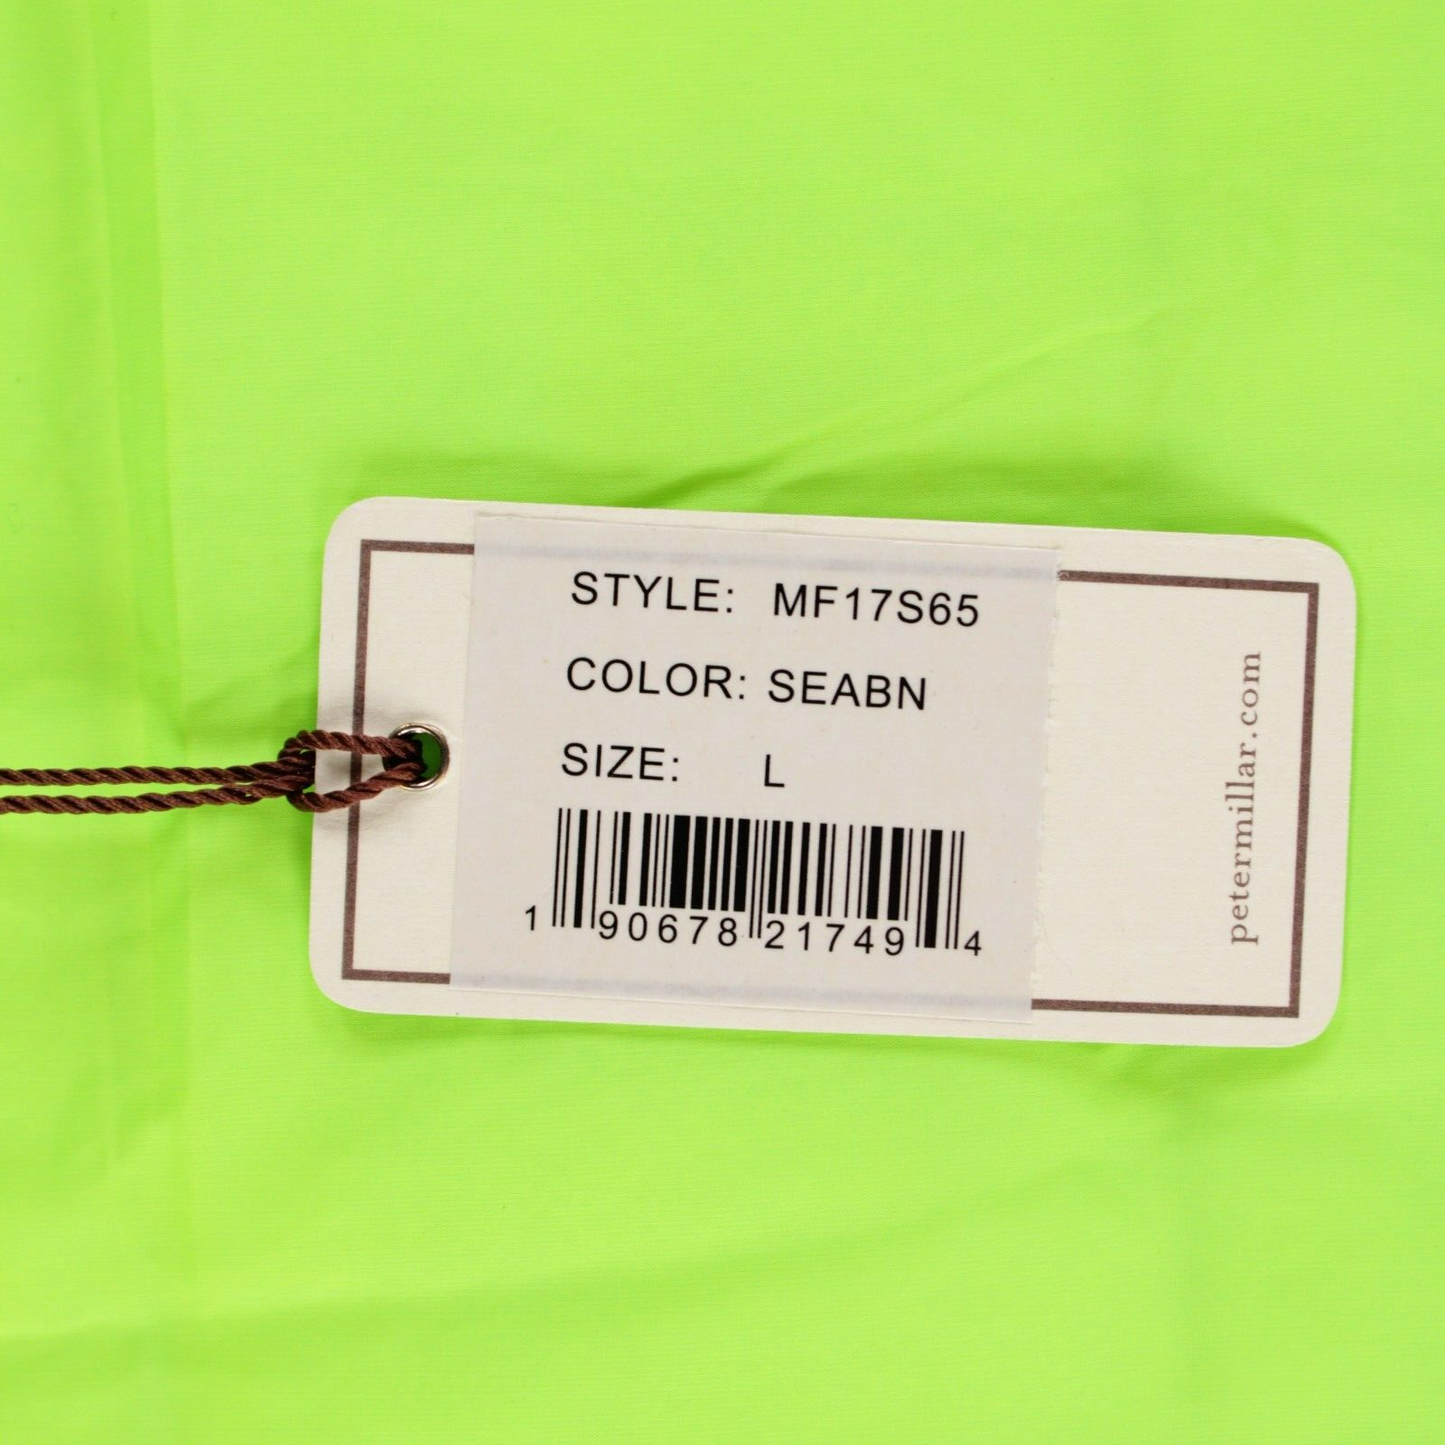 STYLE: MF17S65
COLOR: SEABN
SIZE: L
1 90678 21749 4
petermillar.com